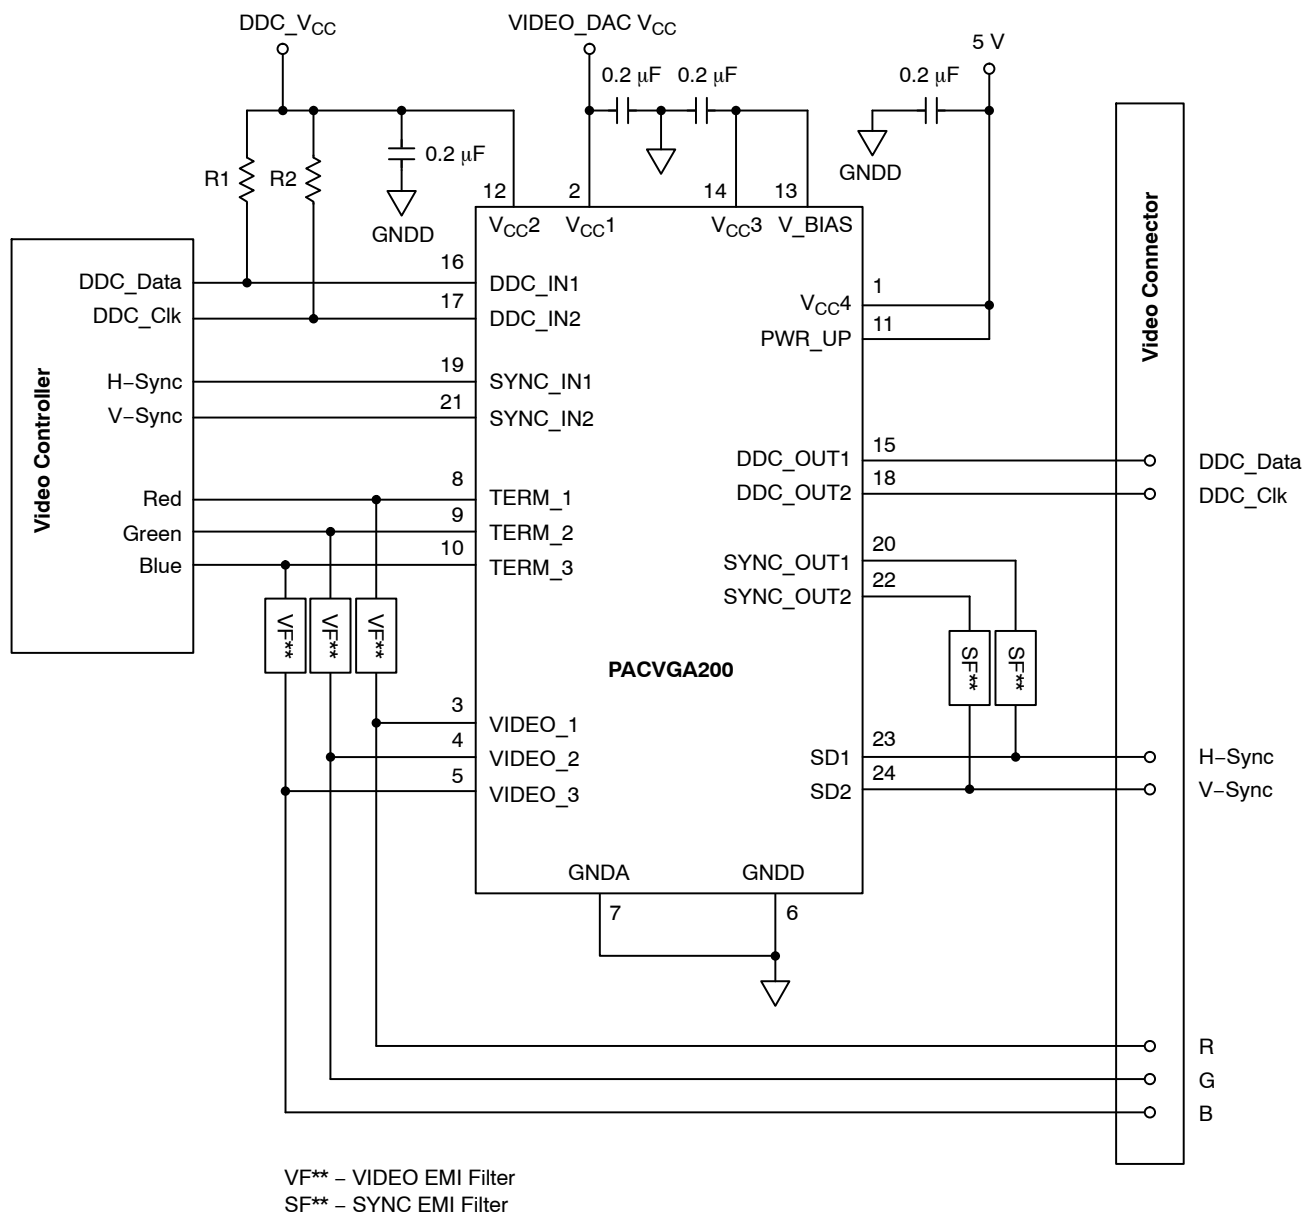 DDC_VCC
VIDEO_DAC VCC
5 V
0.2 μF
0.2 μF
0.2 μF
0.2 μF
R1
R2
GNDD
GNDD
12
2
14
13
VCC2
VCC1
VCC3
V_BIAS
Video Controller
DDC_Data
DDC_Clk
H−Sync
V−Sync
Red
Green
Blue
16
DDC_IN1
17
DDC_IN2
19
SYNC_IN1
21
SYNC_IN2
8
TERM_1
9
TERM_2
10
TERM_3
VF**
VF**
VF**
3
VIDEO_1
4
VIDEO_2
5
VIDEO_3
PACVGA200
1
VCC4
11
PWR_UP
15
DDC_OUT1
18
DDC_OUT2
20
SYNC_OUT1
22
SYNC_OUT2
SF**
SF**
23
SD1
24
SD2
GNDA
GNDD
7
6
Video Connector
DDC_Data
DDC_Clk
H−Sync
V−Sync
R
G
B
VF** − VIDEO EMI Filter
SF** − SYNC EMI Filter